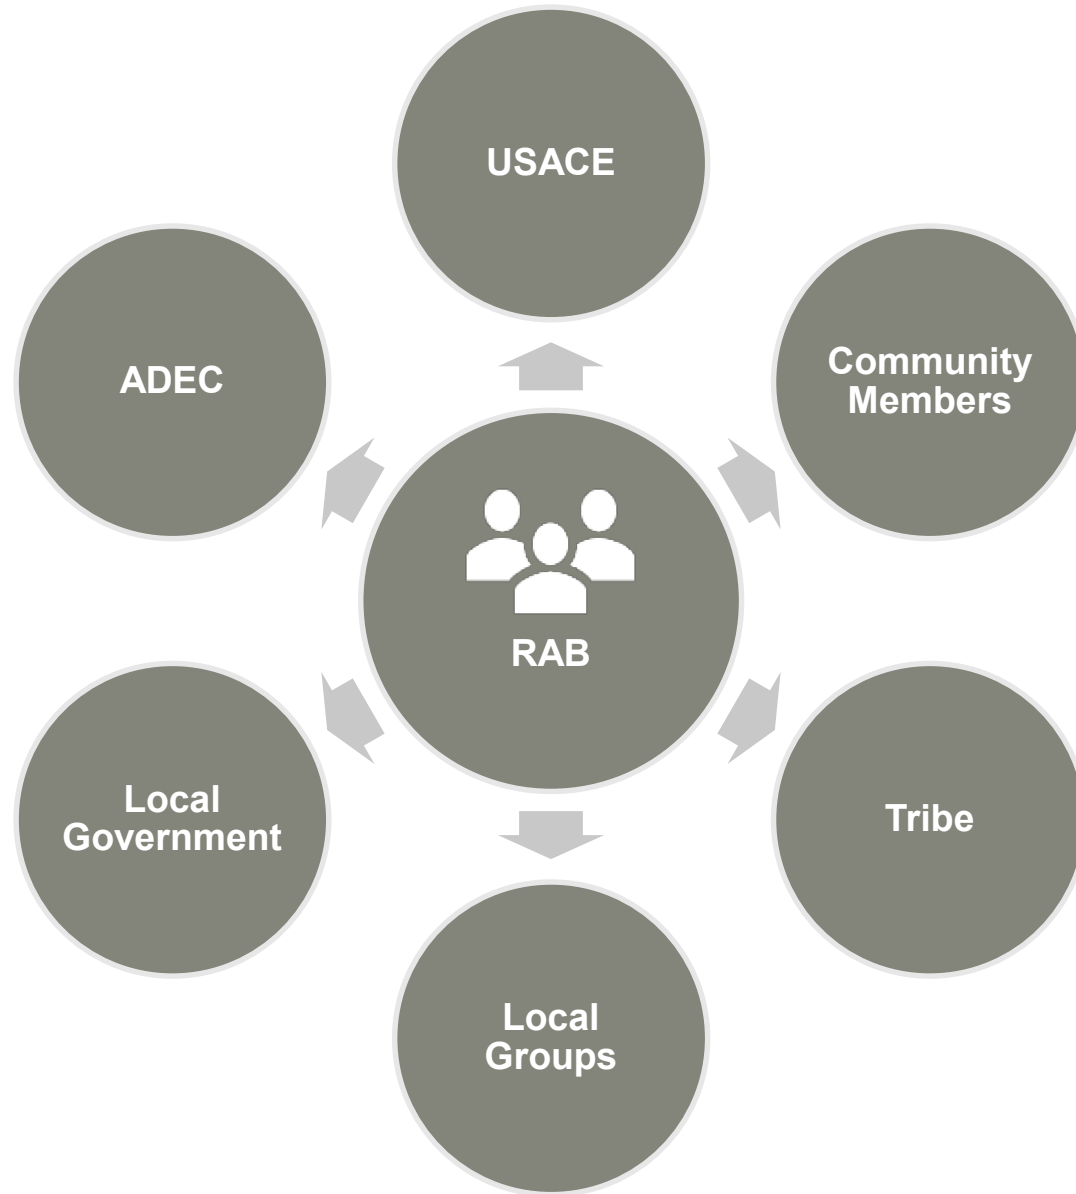 USACE
ADEC
Community
Members
RAB
Local
Government
Tribe
Local
Groups